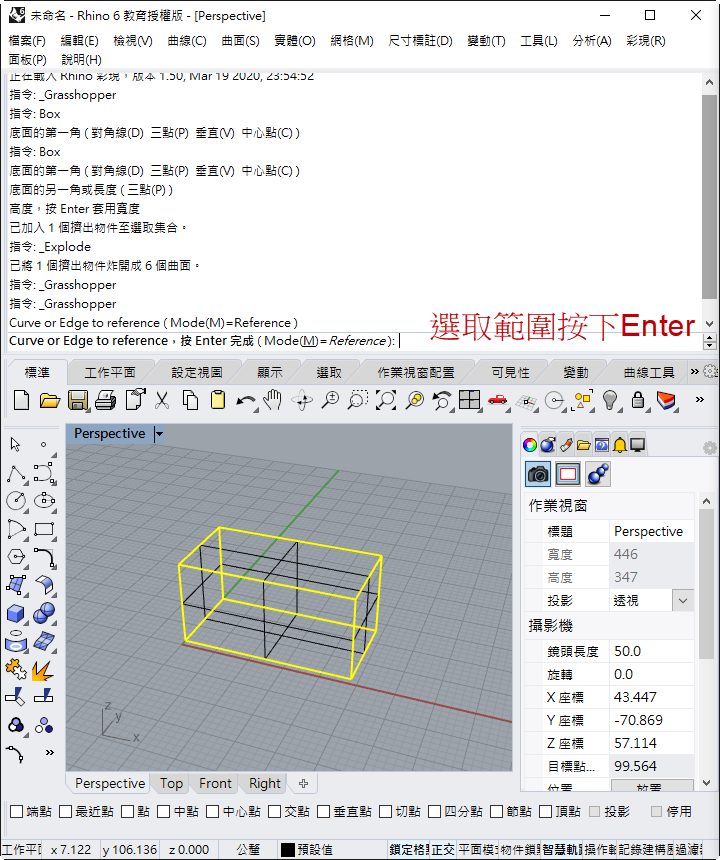 未命名 - Rhino 6 教育授權版 - [Perspective]
檔案(F) 編輯(E) 檢視(V) 曲線(C) 曲面(S) 實體(O) 網格(M) 尺寸標註(D) 變動(T) 工具(L) 分析(A) 彩現(R)
面板(P) 說明(H)
正在載入 Rhino 彩現，版本 1.50, Mar 19 2020, 23:54:52
指令: _Grasshopper
指令: Box
底面的第一角 ( 對角線(D) 三點(P) 垂直(V) 中心點(C) )
指令: Box
底面的第一角 ( 對角線(D) 三點(P) 垂直(V) 中心點(C) )
底面的另一角或長度 ( 三點(P) )
高度，按 Enter 套用寬度
已加入 1 個擠出物件至選取集合。
指令: _Explode
已將 1 個擠出物件炸開成 6 個曲面。
指令: _Grasshopper
指令: _Grasshopper
Curve or Edge to reference ( Mode(M)=Reference )
選取範圍按下Enter
Curve or Edge to reference，按 Enter 完成 ( Mode(M)=Reference ):
標準 工作平面 設定視圖 顯示 選取 作業視窗配置 可見性 變動 曲線工具 »
»
Perspective
作業視窗
標題 Perspective
寬度 446
高度 347
投影 透視
攝影機
鏡頭長度 50.0
旋轉 0.0
X 座標 43.447
Y 座標 -70.869
Z 座標 57.114
目標點... 99.564
位置 放置
z
y
x
»
Perspective Top Front Right
端點 最近點 點 中點 中心點 交點 垂直點 切點 四分點 節點 頂點 投影 停用
工作平面 x 7.122 y 106.136 z 0.000 公釐 預設值 鎖定格點 正交 平面模式 物件鎖點 智慧軌跡 操作軸 記錄建構歷史 過濾器